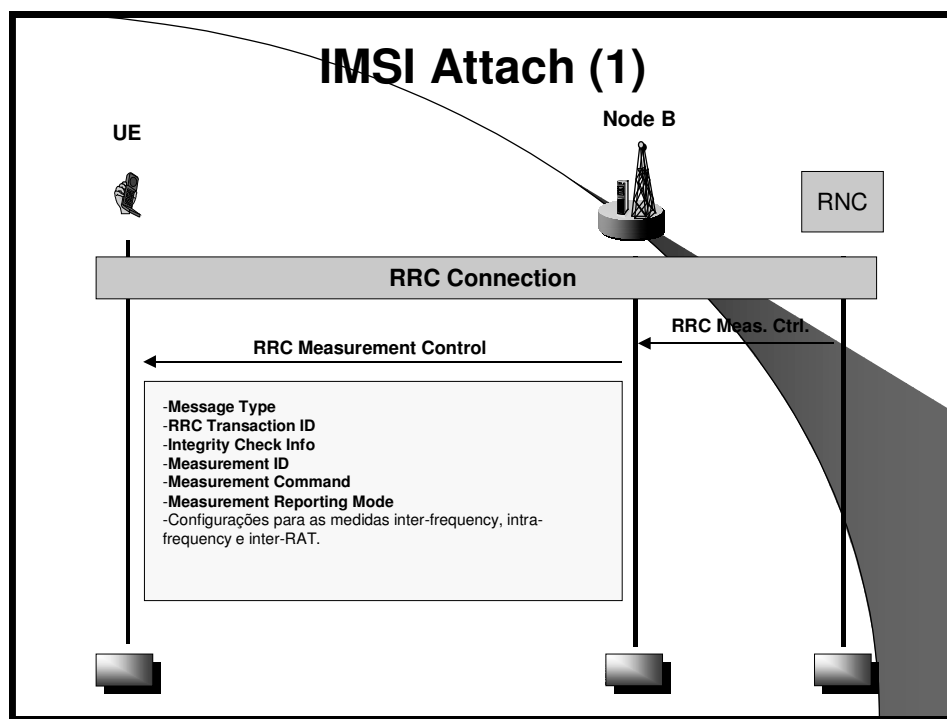 IMSI Attach (1)
Node B
UE
RNC
RRC Connection
RRC Meas. Ctrl.
RRC Measurement Control
-Message Type
-RRC Transaction ID
-Integrity Check Info
-Measurement ID
-Measurement Command
-Measurement Reporting Mode
-Configurações para as medidas inter-frequency, intra-
frequency e inter-RAT.